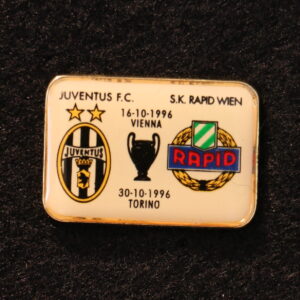 JUVENTUS F.C. S.K. RAPID WIEN
16-10-1996
VIENNA
JUVENTUS
RAPID
30-10-1996
TORINO